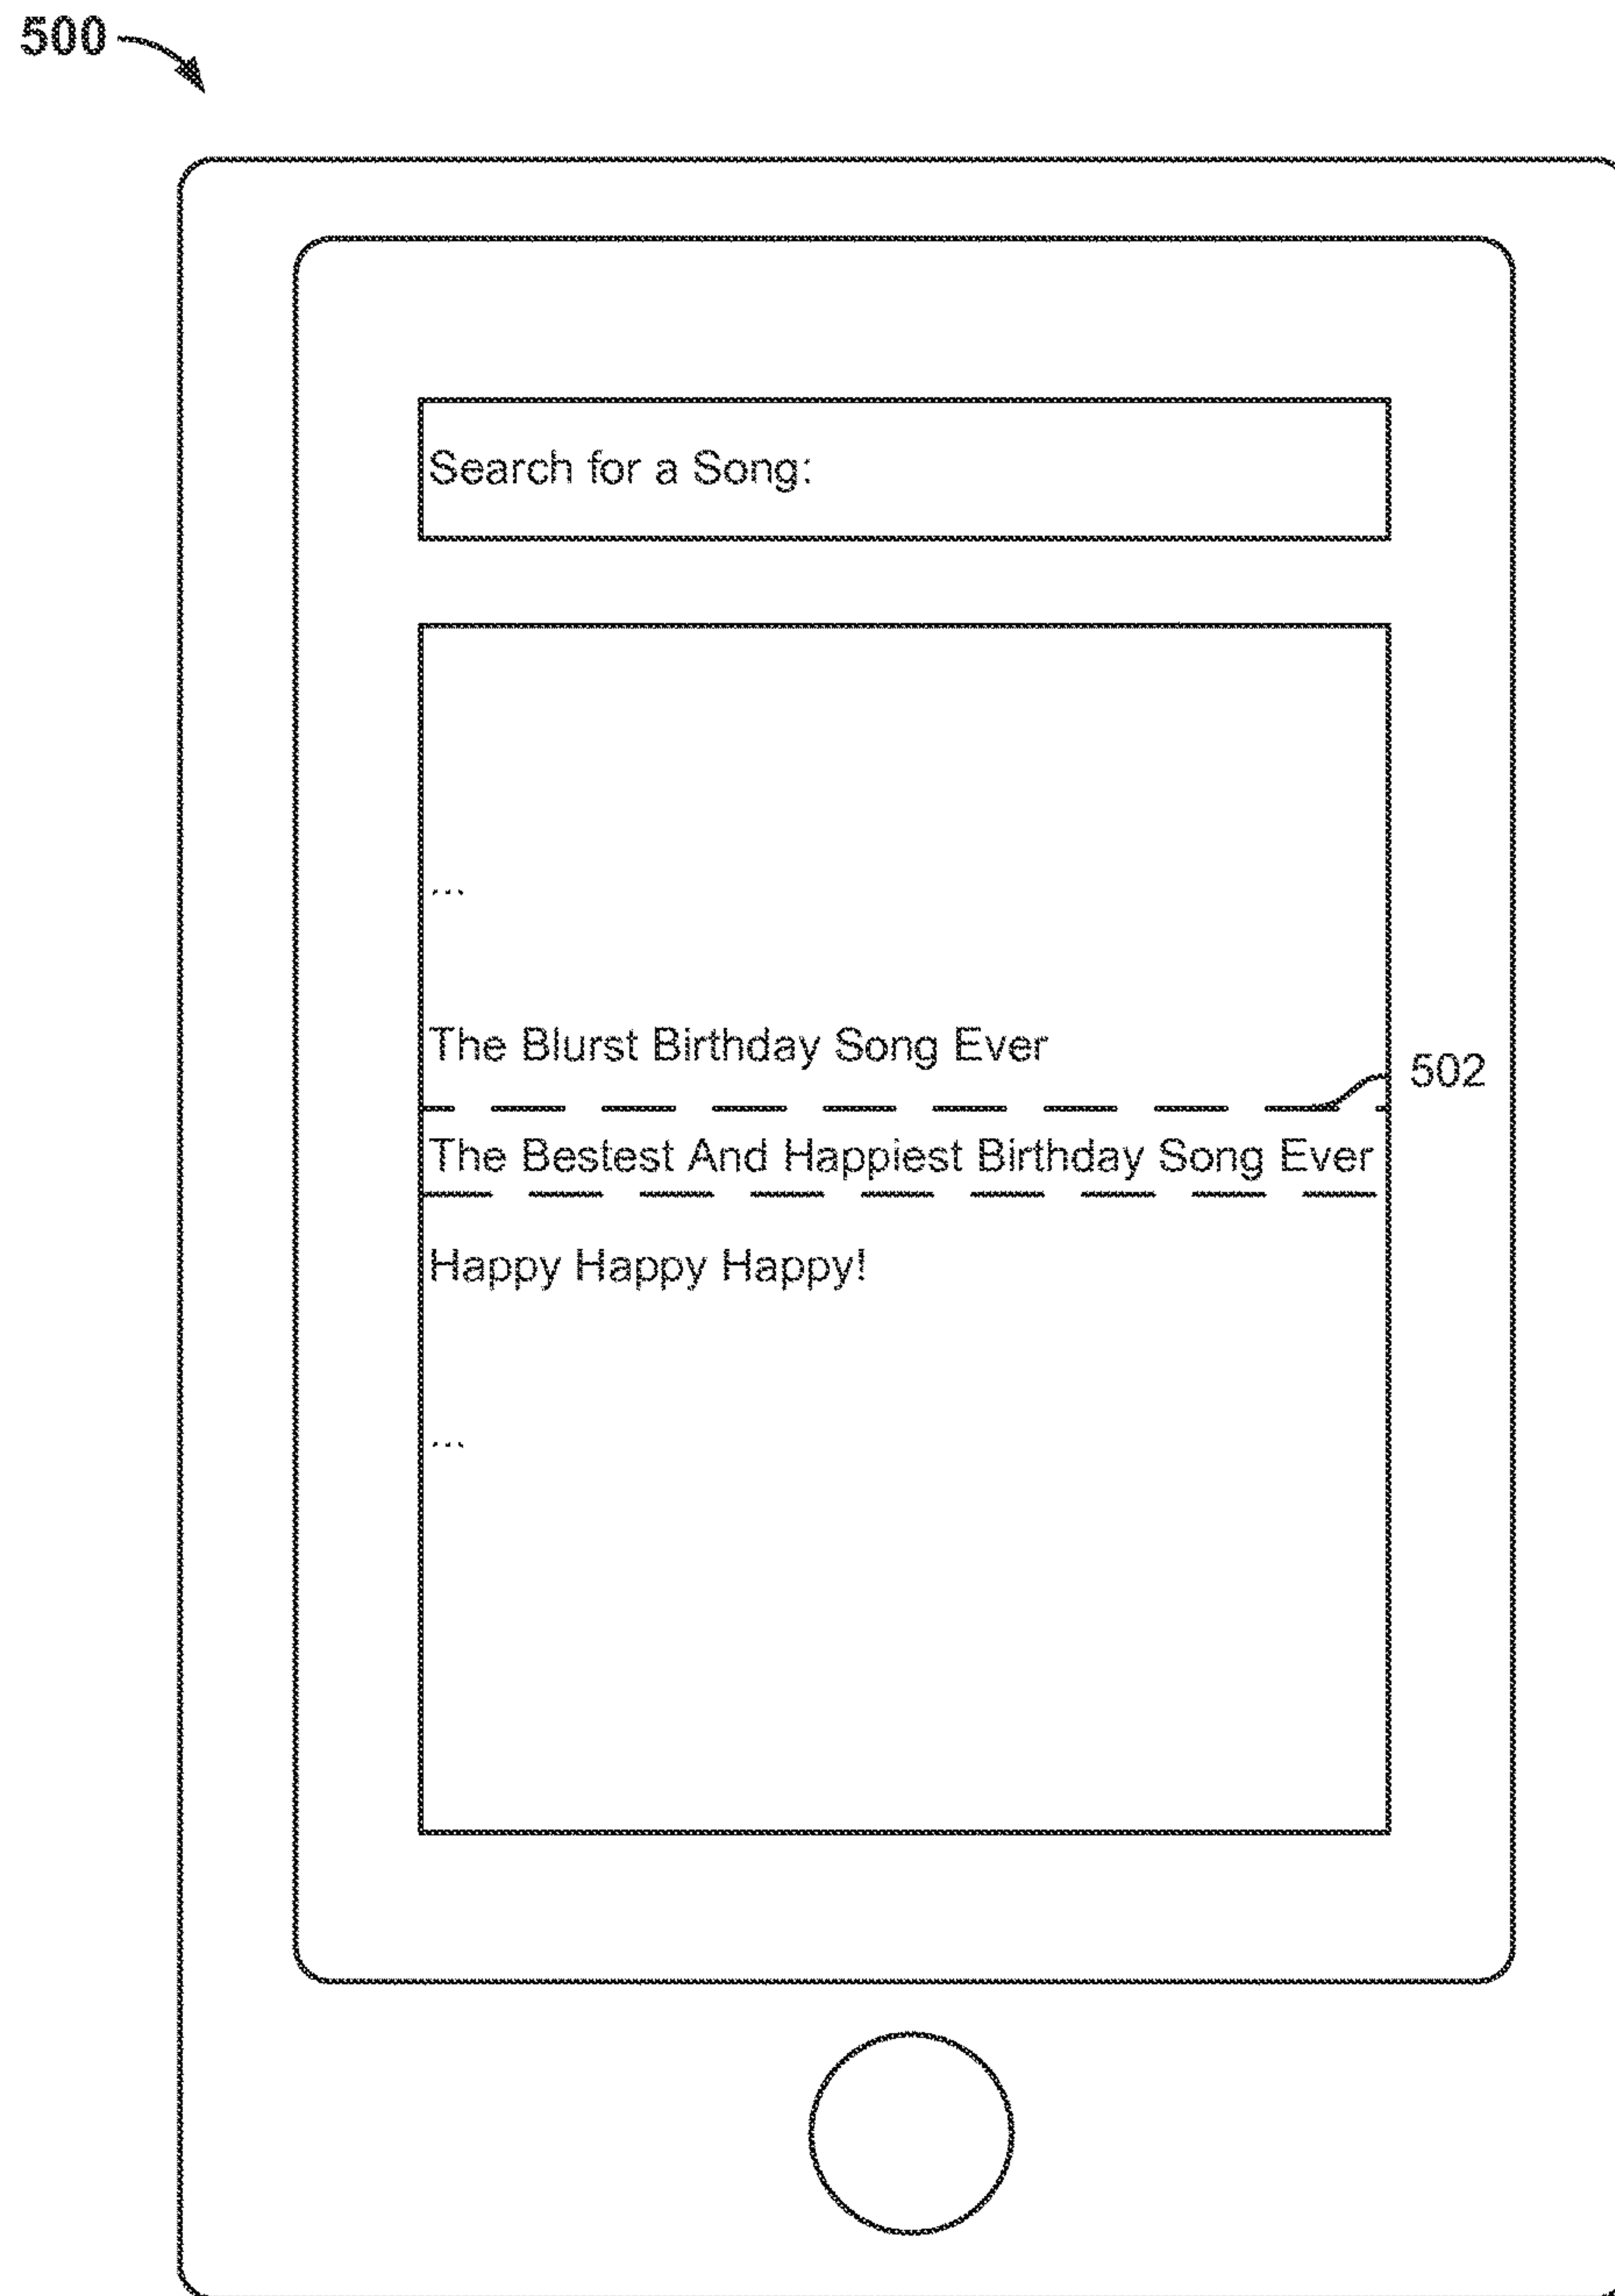 500
Search for a Song:
...
The Blurst Birthday Song Ever
502
The Bestest And Happiest Birthday Song Ever
Happy Happy Happy!
...